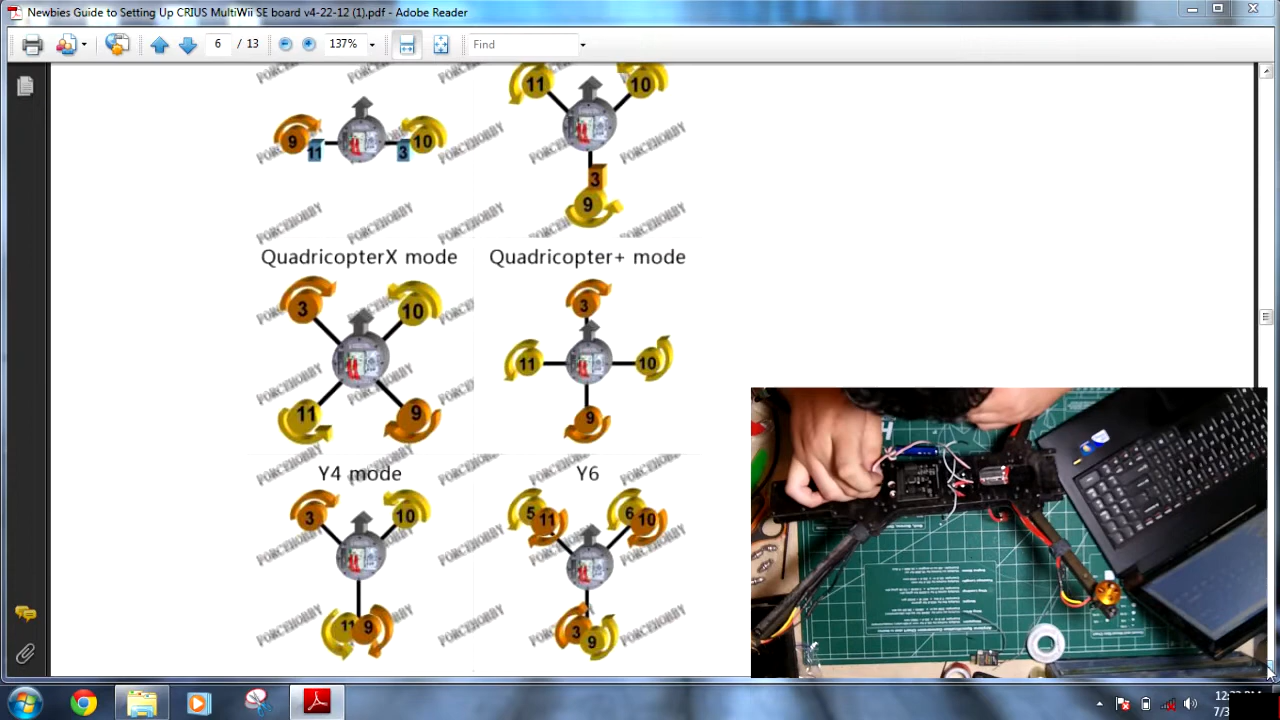 Newbies Guide to Setting Up CRIUS MultiWii SE board v4-22-12 (1).pdf - Adobe Reader
6 / 13 137% Find
11 10
9 11 3 10
3
9
QuadricopterX mode Quadricopter+ mode
3 10 3
11 10
11 9 9
Y4 mode Y6
3 10 5 11 6 10
11 9 3 9
FORCEHOBBY